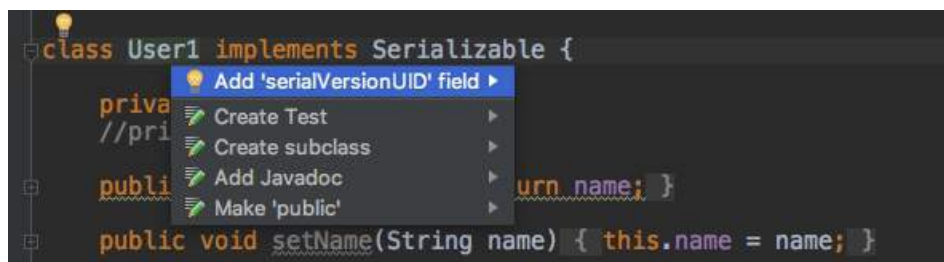 class User1 implements Serializable {
Add 'serialVersionUID' field
priva
Create Test
//pri
Create subclass
Add Javadoc
publi urn name; }
Make 'public'
public void setName(String name) { this.name = name; }